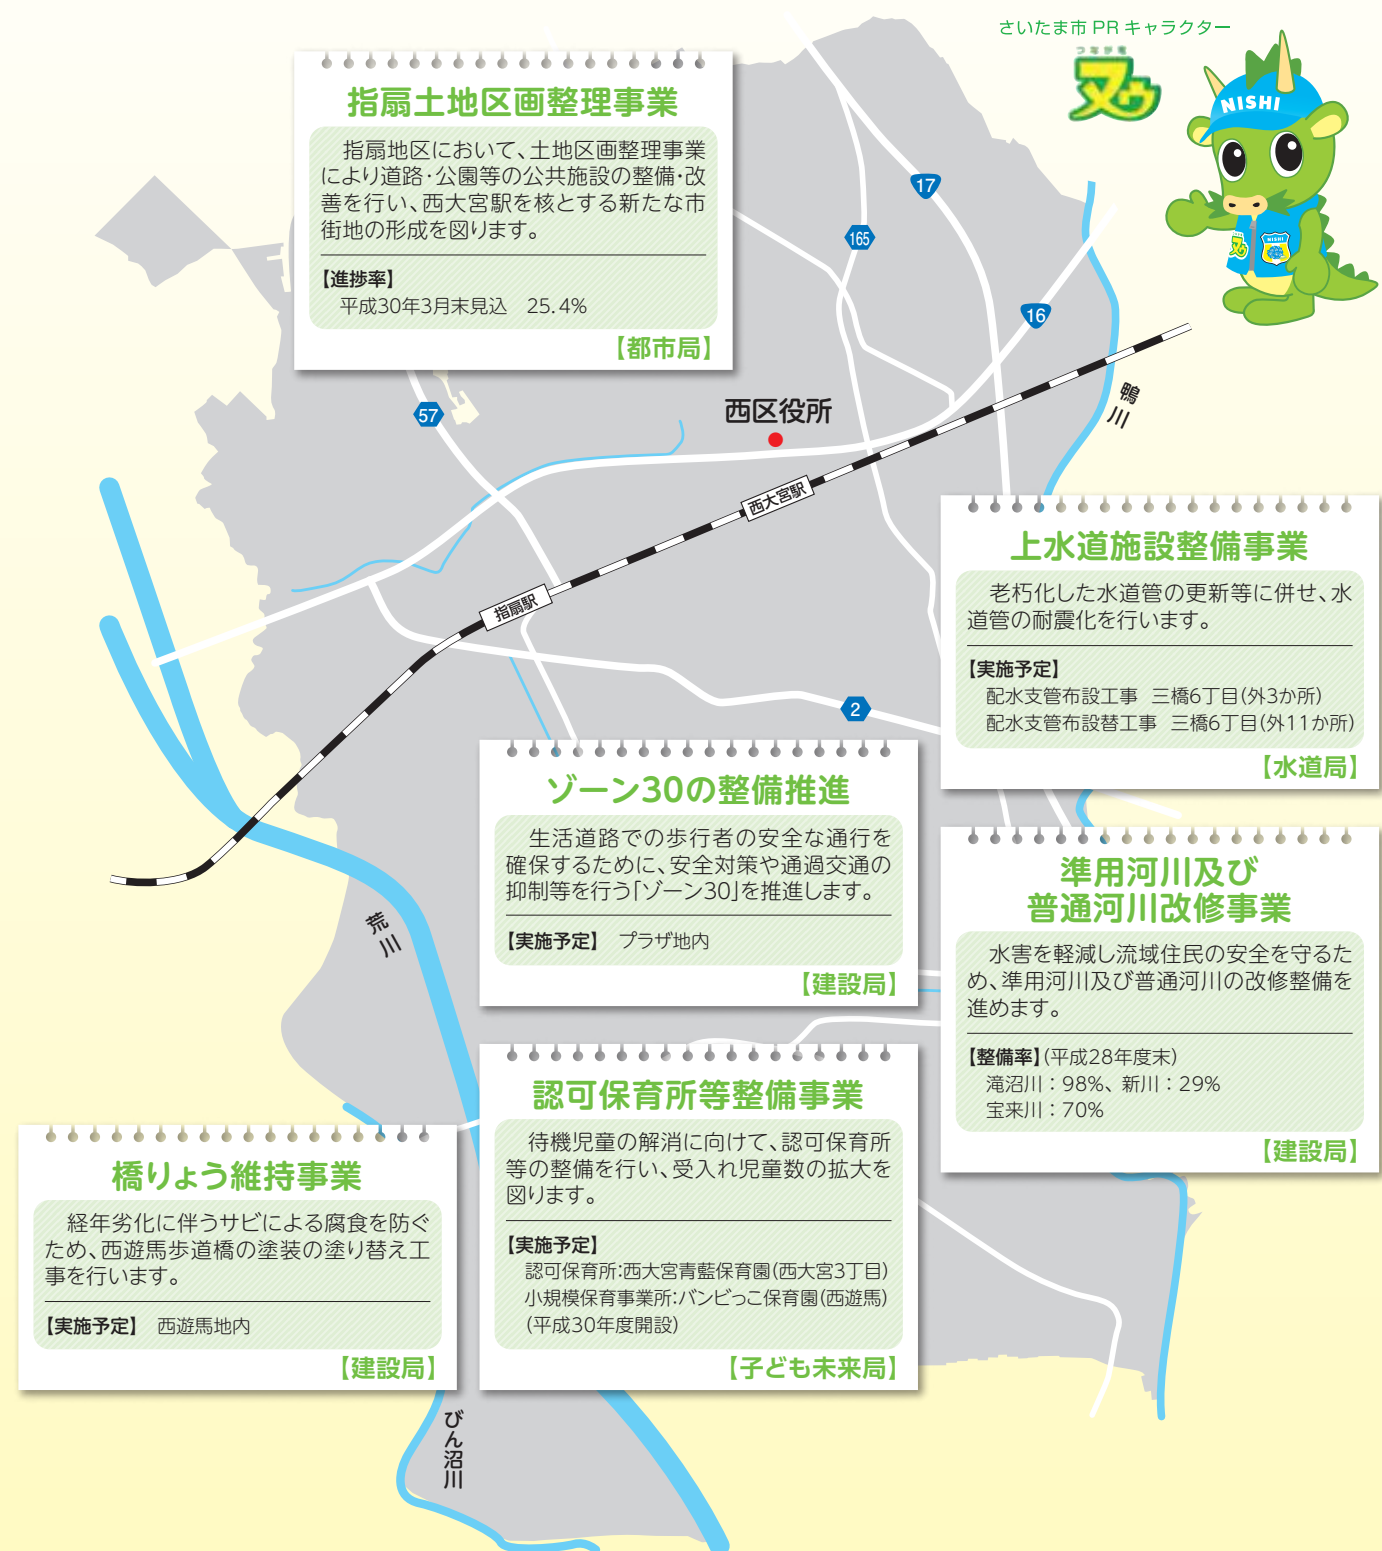 さいたま市 PR キャラクター
つなが竜
ヌゥ
NISHI
指扇土地区画整理事業
指扇地区において、土地区画整理事業
により道路・公園等の公共施設の整備・改
善を行い、西大宮駅を核とする新たな市
街地の形成を図ります。
【進捗率】
平成30年3月末見込　25.4%
【都市局】
17
165
16
57
鴨川
西区役所
西大宮駅
指扇駅
2
上水道施設整備事業
老朽化した水道管の更新等に併せ、水
道管の耐震化を行います。
【実施予定】
配水支管布設工事　三橋6丁目(外3か所)
配水支管布設替工事　三橋6丁目(外11か所)
【水道局】
ゾーン30の整備推進
生活道路での歩行者の安全な通行を
確保するために、安全対策や通過交通の
抑制等を行う「ゾーン30」を推進します。
【実施予定】　プラザ地内
【建設局】
準用河川及び
普通河川改修事業
水害を軽減し流域住民の安全を守るた
め、準用河川及び普通河川の改修整備を
進めます。
【整備率】(平成28年度末)
滝沼川：98%、新川：29%
宝来川：70%
【建設局】
荒川
認可保育所等整備事業
待機児童の解消に向けて、認可保育所
等の整備を行い、受入れ児童数の拡大を
図ります。
【実施予定】
認可保育所：西大宮青藍保育園(西大宮3丁目)
小規模保育事業所：バンビっこ保育園(西遊馬)
(平成30年度開設)
【子ども未来局】
橋りょう維持事業
経年劣化に伴うサビによる腐食を防ぐ
ため、西遊馬歩道橋の塗装の塗り替え工
事を行います。
【実施予定】　西遊馬地内
【建設局】
びん沼川